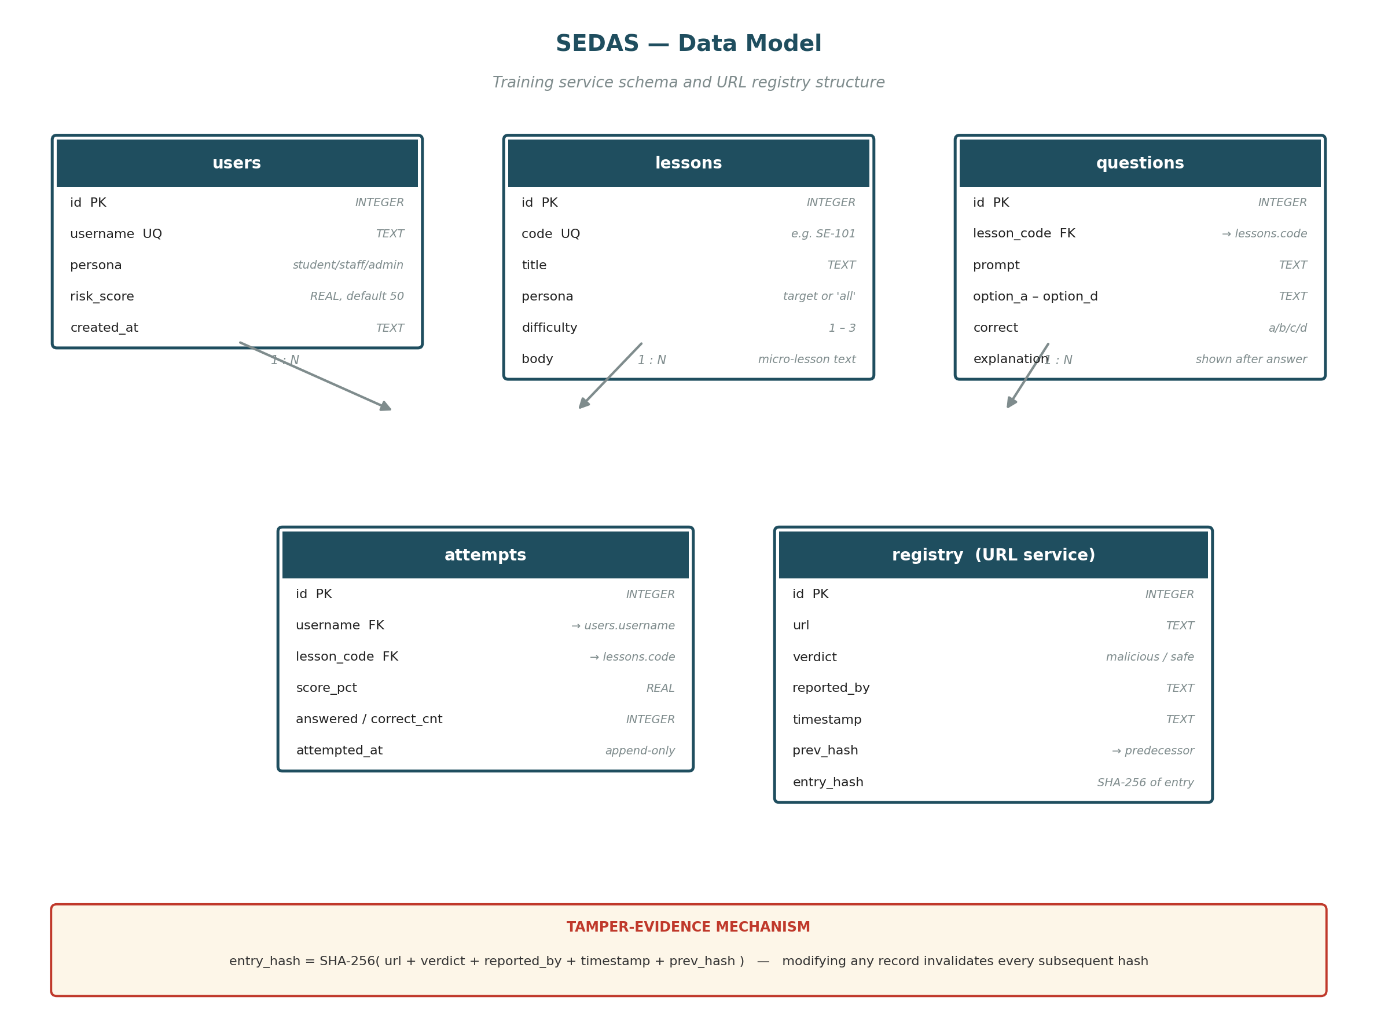 SEDAS — Data Model
Training service schema and URL registry structure
users
id PK INTEGER
username UQ TEXT
persona student/staff/admin
risk_score REAL, default 50
created_at TEXT
1 : N
lessons
id PK INTEGER
code UQ e.g. SE-101
title TEXT
persona target or 'all'
difficulty 1 – 3
body micro-lesson text
1 : N
questions
id PK INTEGER
lesson_code FK → lessons.code
prompt TEXT
option_a – option_d TEXT
correct a/b/c/d
explanation shown after answer
1 : N
attempts
id PK INTEGER
username FK → users.username
lesson_code FK → lessons.code
score_pct REAL
answered / correct_cnt INTEGER
attempted_at append-only
registry (URL service)
id PK INTEGER
url TEXT
verdict malicious / safe
reported_by TEXT
timestamp TEXT
prev_hash → predecessor
entry_hash SHA-256 of entry
TAMPER-EVIDENCE MECHANISM
entry_hash = SHA-256( url + verdict + reported_by + timestamp + prev_hash ) — modifying any record invalidates every subsequent hash